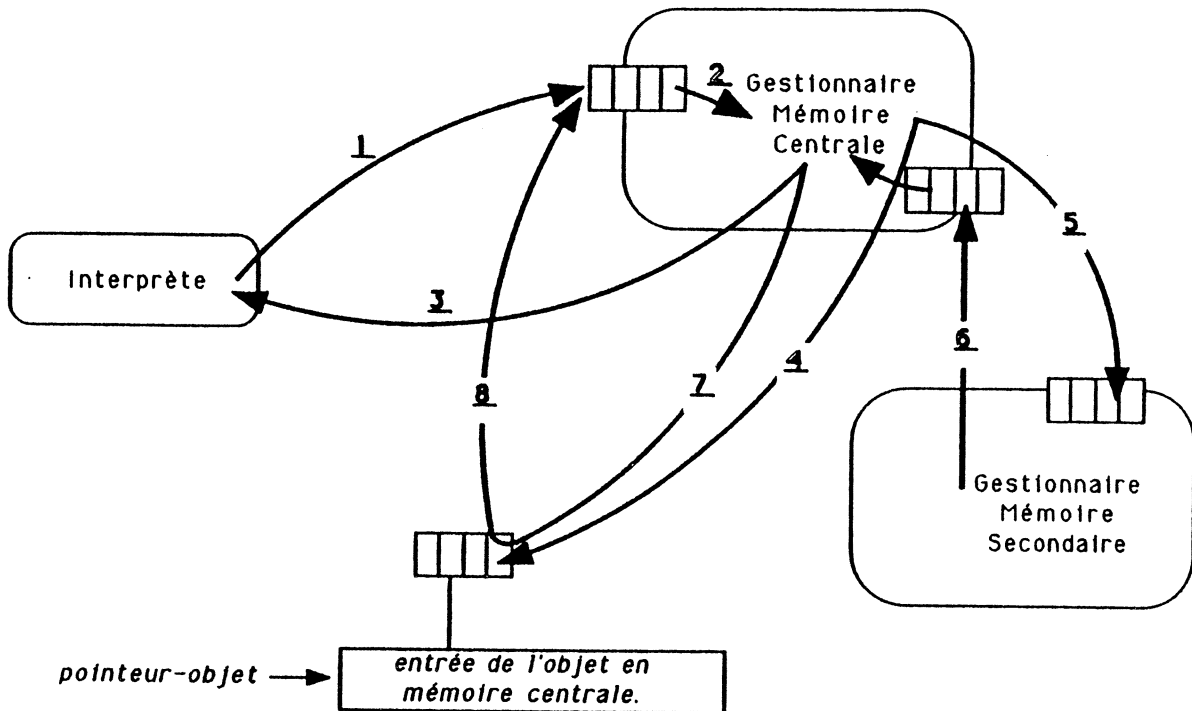 2
Gestionnaire
Mémoire
Centrale
1
5
Interprète
3
6
4
7
8
Gestionnaire
Mémoire
Secondaire
pointeur-objet
entrée de l'objet en
mémoire centrale.